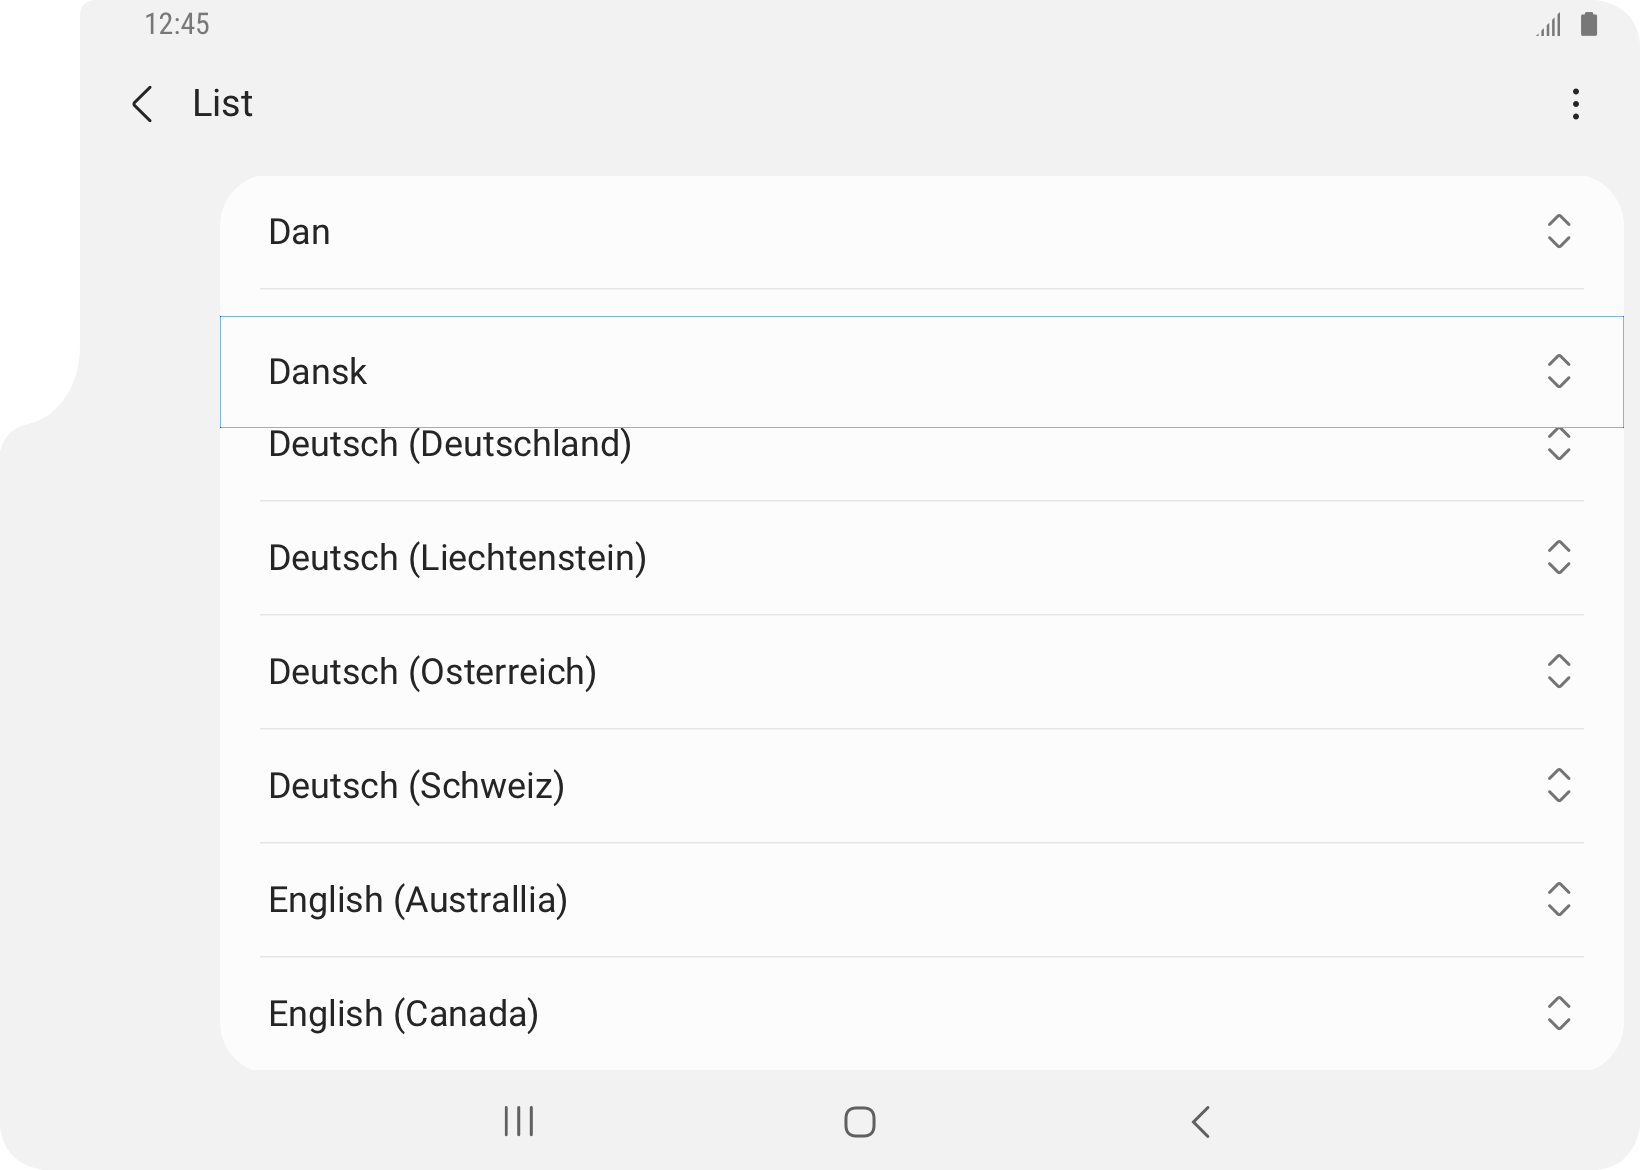 12:45
List
Dan
Dansk
Deutsch (Deutschland)
Deutsch (Liechtenstein)
Deutsch (Osterreich)
Deutsch (Schweiz)
English (Australlia)
English (Canada)